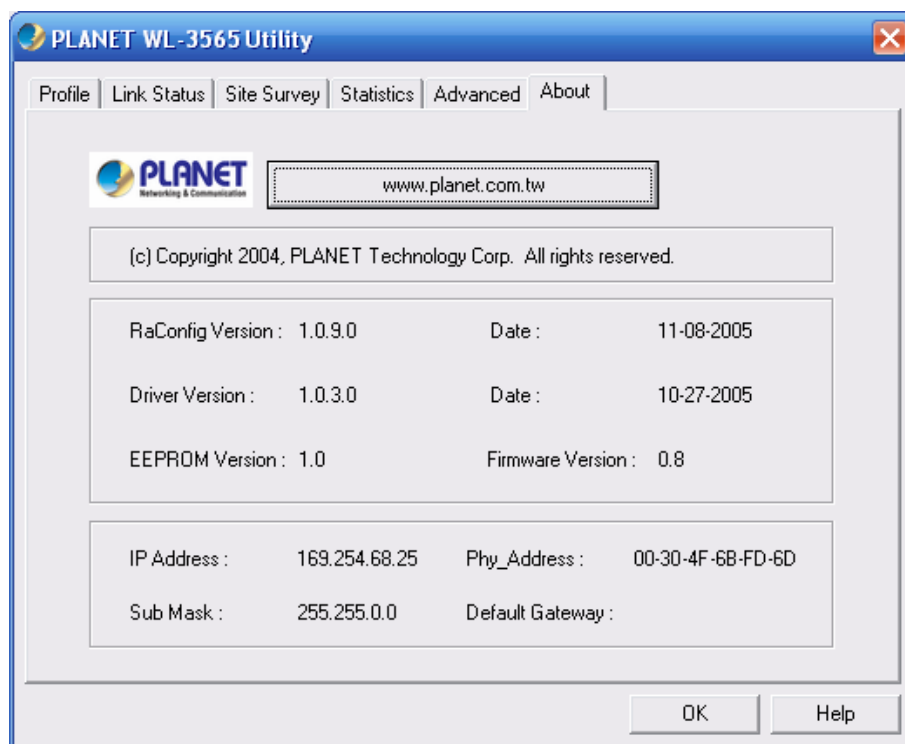 PLANET WL-3565 Utility
Profile Link Status Site Survey Statistics Advanced About
PLANET
Networking & Communication
www.planet.com.tw
(c) Copyright 2004, PLANET Technology Corp. All rights reserved.
RaConfig Version : 1.0.9.0 Date : 11-08-2005
Driver Version : 1.0.3.0 Date : 10-27-2005
EEPROM Version : 1.0 Firmware Version : 0.8
IP Address : 169.254.68.25 Phy_Address : 00-30-4F-6B-FD-6D
Sub Mask : 255.255.0.0 Default Gateway :
OK Help